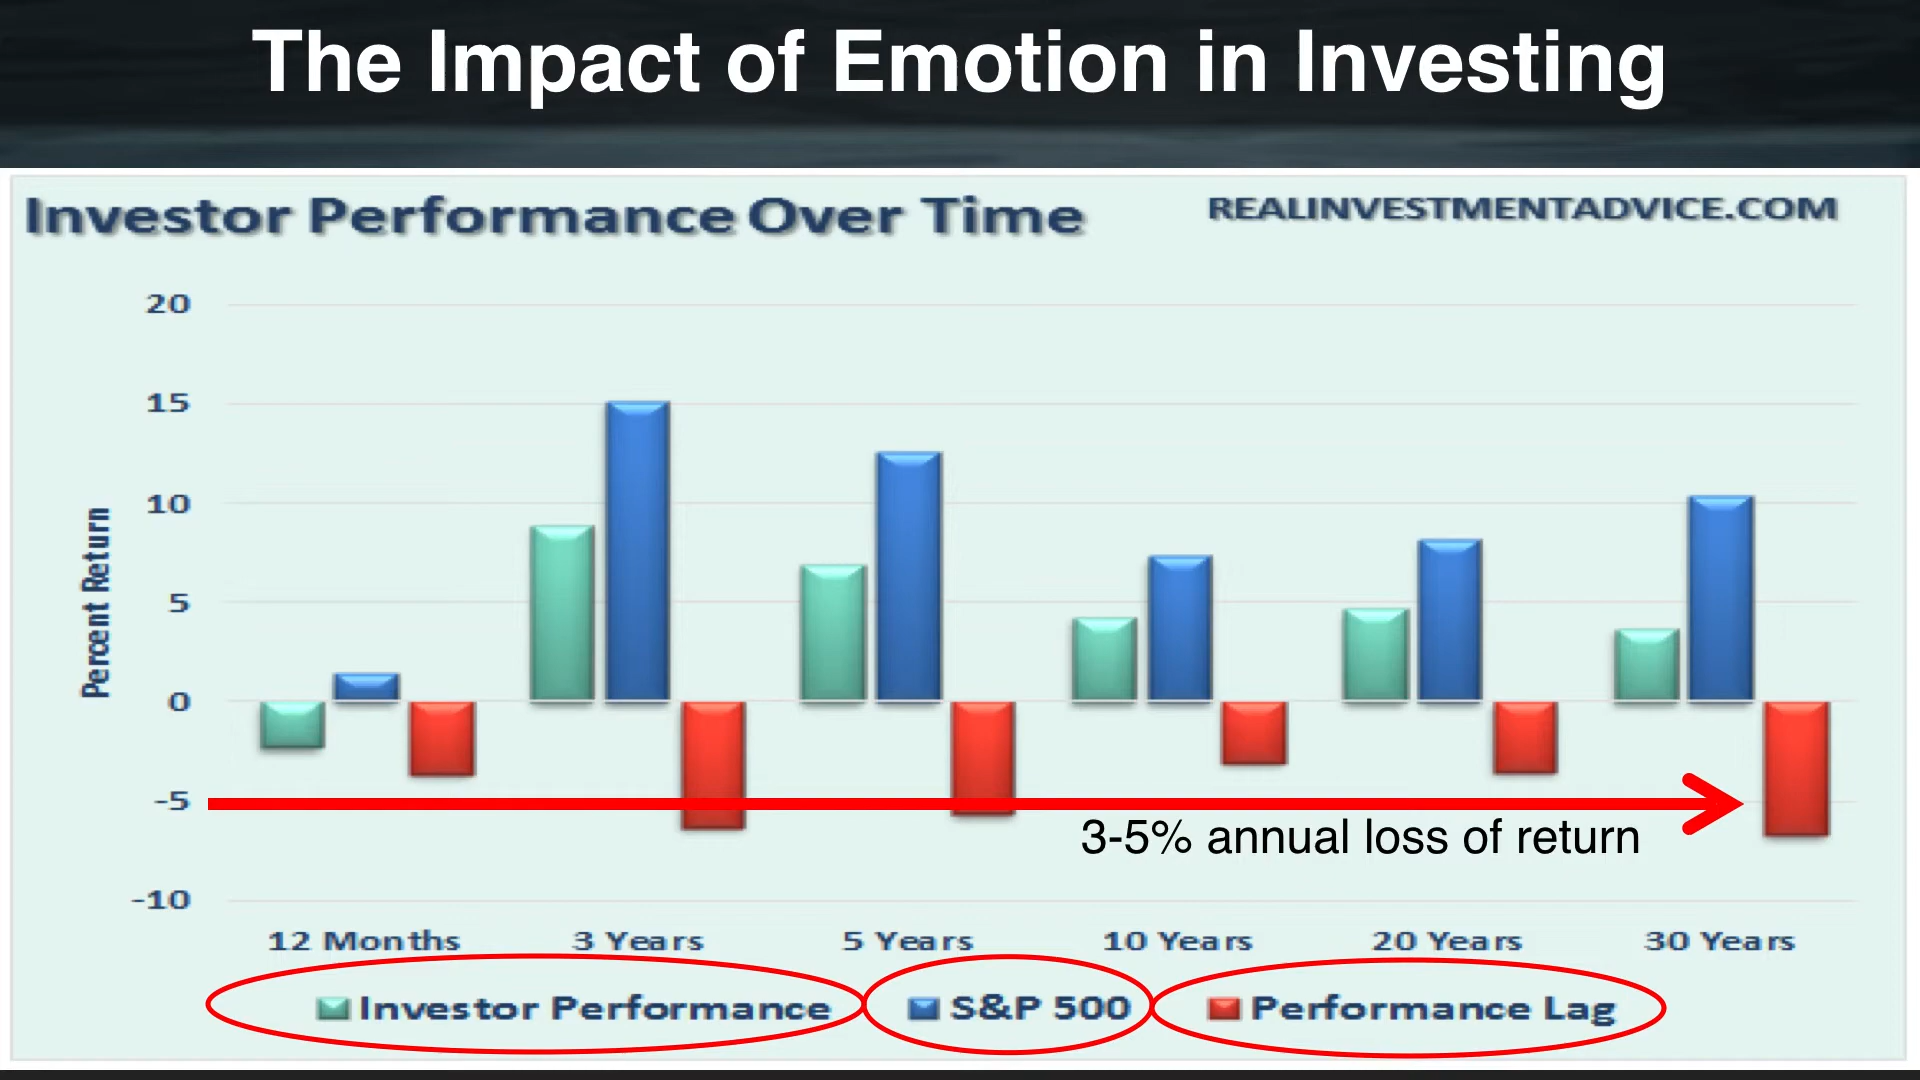 The Impact of Emotion in Investing
Investor Performance Over Time
REALINVESTMENTADVICE.COM
20
15
10
5
0
-5
-10
Percent Return
3-5% annual loss of return
12 Months 3 Years 5 Years 10 Years 20 Years 30 Years
Investor Performance S&P 500 Performance Lag